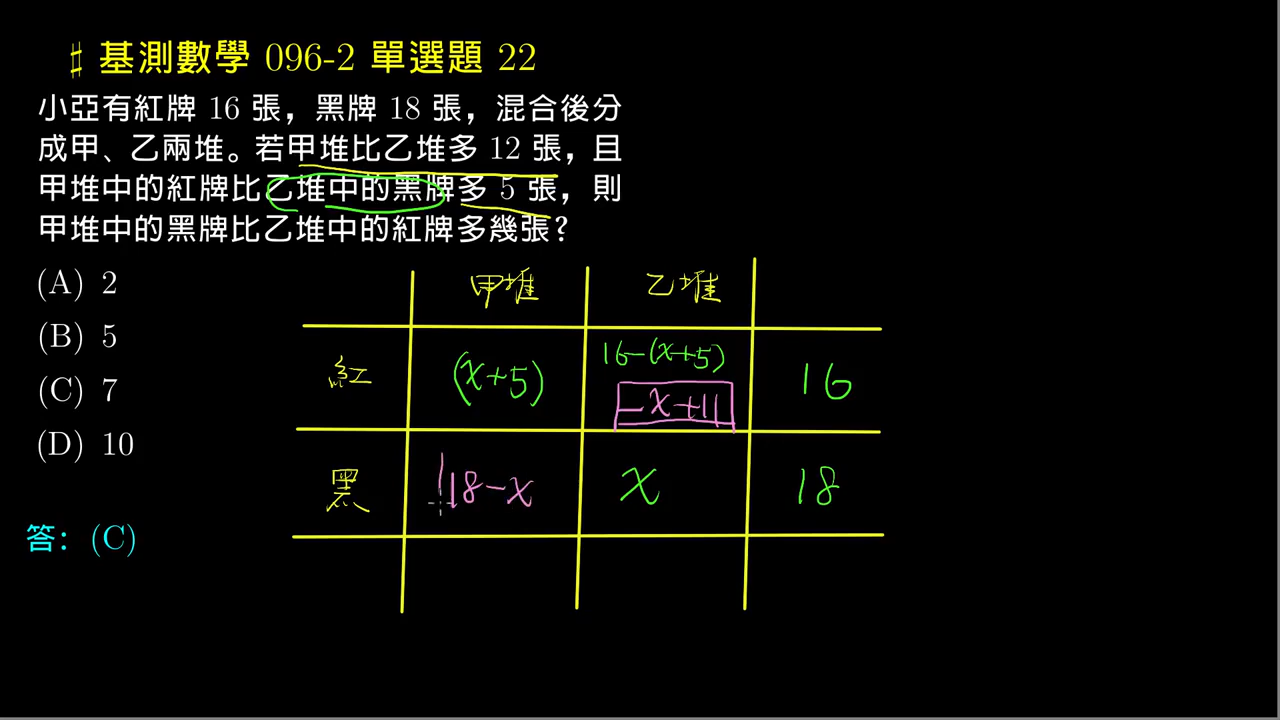 ♯ 基測數學 096-2 單選題 22
小亞有紅牌 16 張，黑牌 18 張，混合後分
成甲、乙兩堆。若甲堆比乙堆多 12 張，且
甲堆中的紅牌比乙堆中的黑牌多 5 張，則
甲堆中的黑牌比乙堆中的紅牌多幾張？
(A) 2
(B) 5
(C) 7
(D) 10
答：(C)
甲堆 乙堆
紅 (x+5) 16-(x+5) 16
-x+11
黑 18-x x 18